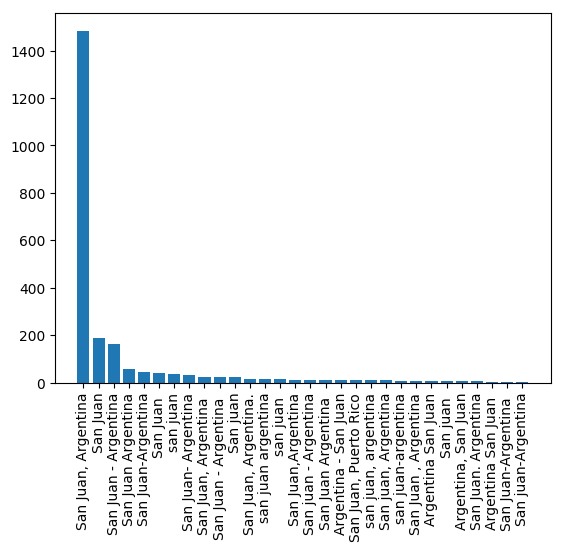 1400
1200
1000
800
600
400
200
0
San Juan, Argentina
San Juan
San Juan - Argentina
San Juan Argentina
San Juan-Argentina
San Juan
san juan
San Juan- Argentina
San Juan, Argentina
San Juan - Argentina
San juan
San Juan, Argentina.
san juan argentina
san juan
San Juan,Argentina
San juan - Argentina
San Juan Argentina
Argentina - San Juan
San Juan, Puerto Rico
san juan, argentina
San juan, Argentina
san juan-argentina
San Juan , Argentina
Argentina San Juan
San juan
Argentina, San Juan
San Juan. Argentina
Argentina San Juan
San Juan-Argentina
San juan-Argentina